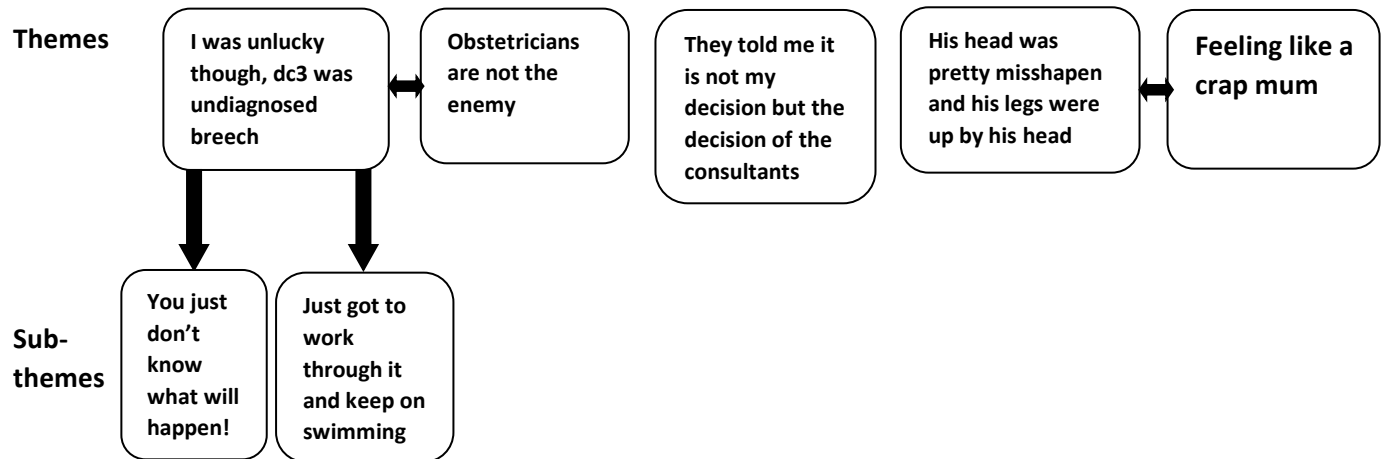 Themes
I was unlucky
though, dc3 was
undiagnosed
breech
Obstetricians
are not the
enemy
They told me it
is not my
decision but the
decision of the
consultants
His head was
pretty misshapen
and his legs were
up by his head
Feeling like a
crap mum
Sub-
themes
You just
don’t
know
what will
happen!
Just got to
work
through it
and keep on
swimming